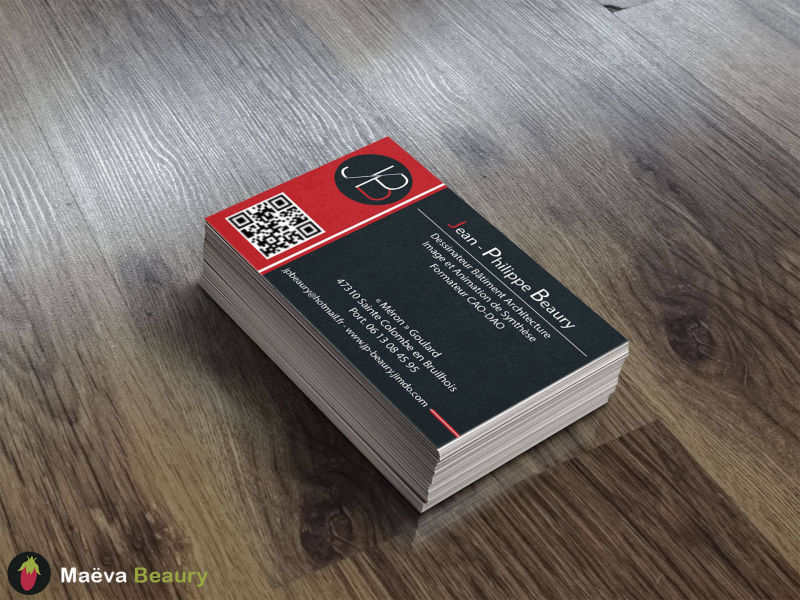 JPB
Jean - Philippe Beaury
Dessinateur Bâtiment Architecture
Image et Animation de Synthèse
Formateur CAO-DAO
« Méron » Goulard
47310 Sainte Colombe en Bruilhois
Port. 06 13 08 45 95
jpbeaury@hotmail.fr - www.jp-beaury.jimdo.com
Maëva Beaury